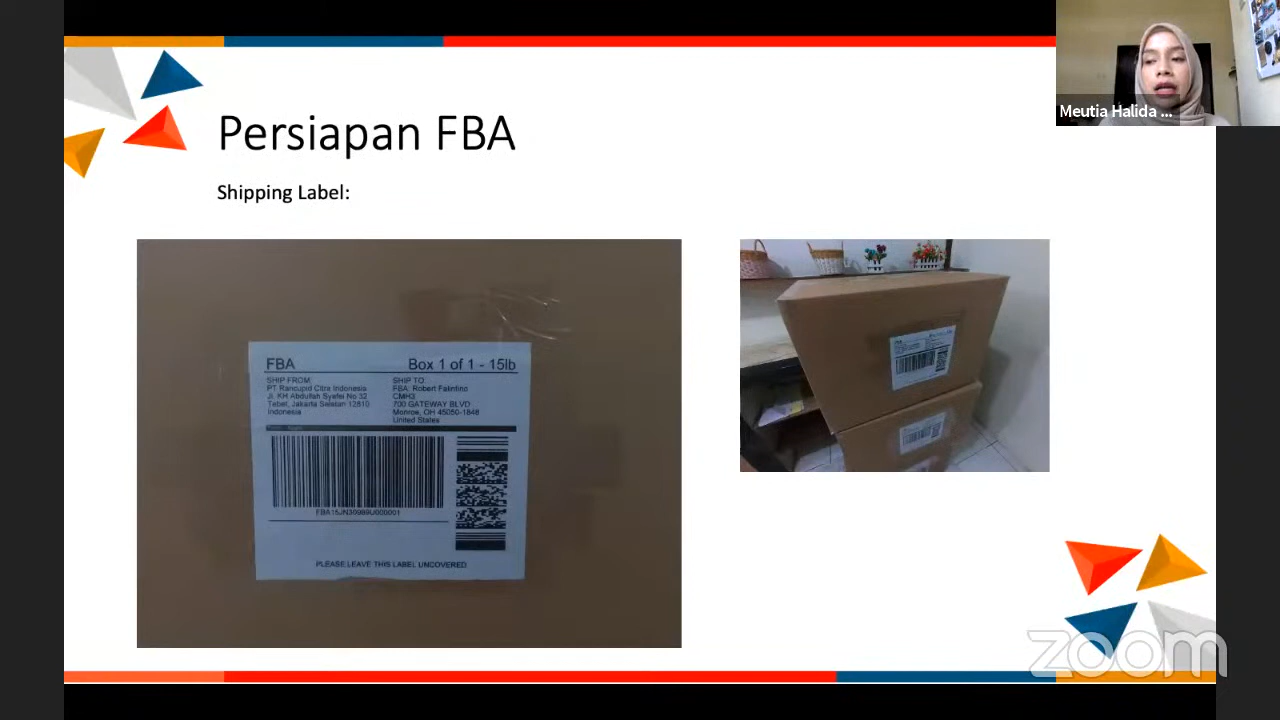 Persiapan FBA
Shipping Label:
FBA
Box 1 of 1 - 15lb
SHIP FROM:
PT Rancupid Citra Indonesia
Jl. KH Abdullah Syafei No 32
Tebet, Jakarta Selatan 12810
Indonesia
SHIP TO:
FBA: Robert Fatintino
CMH3
700 GATEWAY BLVD
Monroe, OH 45050-1848
United States
PLEASE LEAVE THIS LABEL UNCOVERED
Meutia Halida ...
zoom